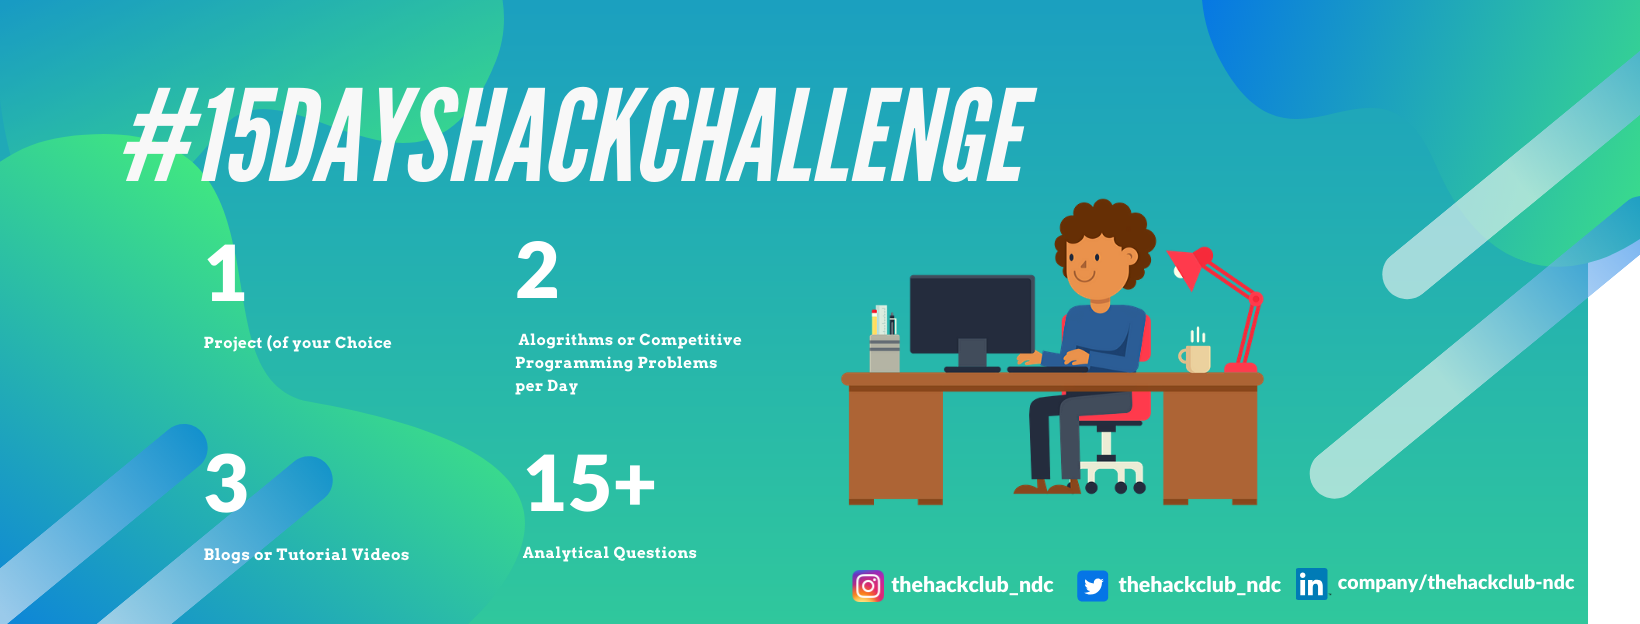 #15DAYSHACKCHALLENGE
1
Project (of your Choice
2
Alogrithms or Competitive
Programming Problems
per Day
3
Blogs or Tutorial Videos
15+
Analytical Questions
thehackclub_ndc
thehackclub_ndc
in
company/thehackclub-ndc